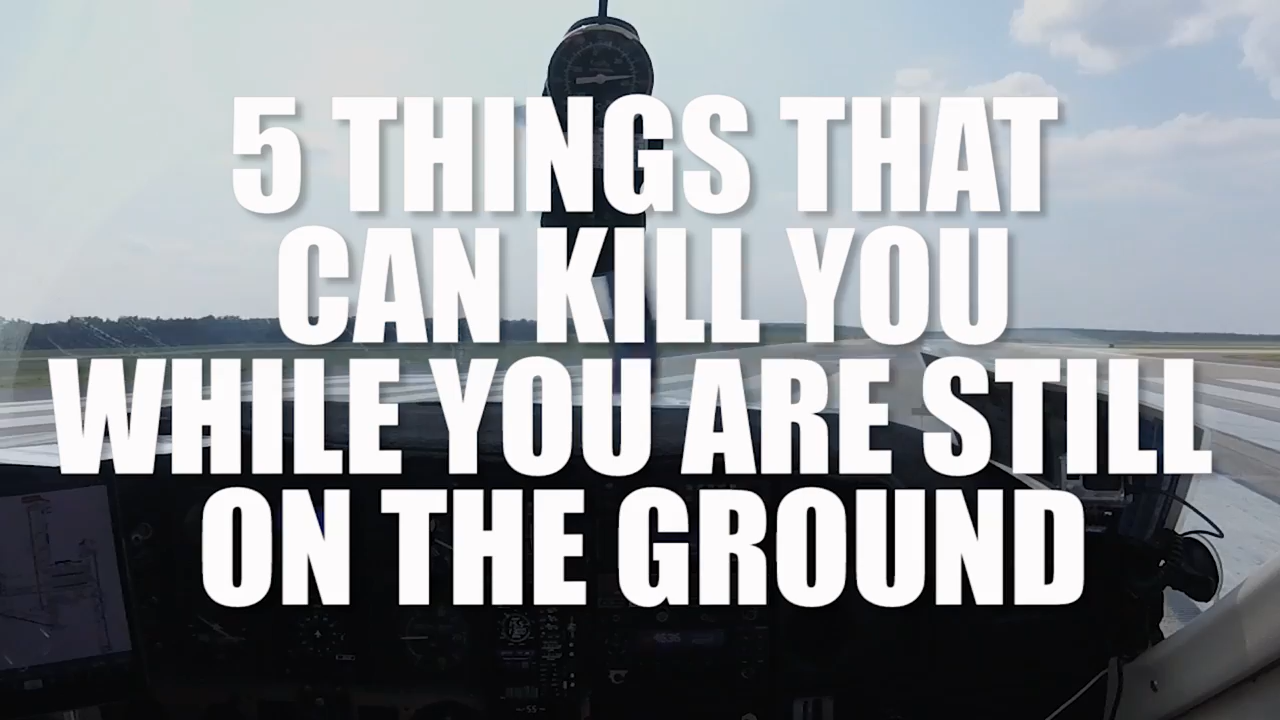 5 THINGS THAT
CAN KILL YOU
WHILE YOU ARE STILL
ON THE GROUND